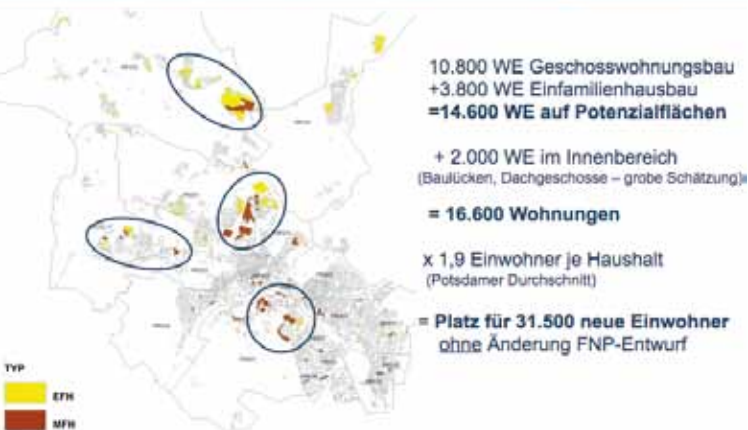 10.800 WE Geschosswohnungsbau
+3.800 WE Einfamilienhausbau
=14.600 WE auf Potenzialflächen
+ 2.000 WE im Innenbereich
(Baulücken, Dachgeschosse – grobe Schätzung)
= 16.600 Wohnungen
x 1,9 Einwohner je Haushalt
(Potsdamer Durchschnitt)
= Platz für 31.500 neue Einwohner
ohne Änderung FNP-Entwurf
TYP
EFH
MFH